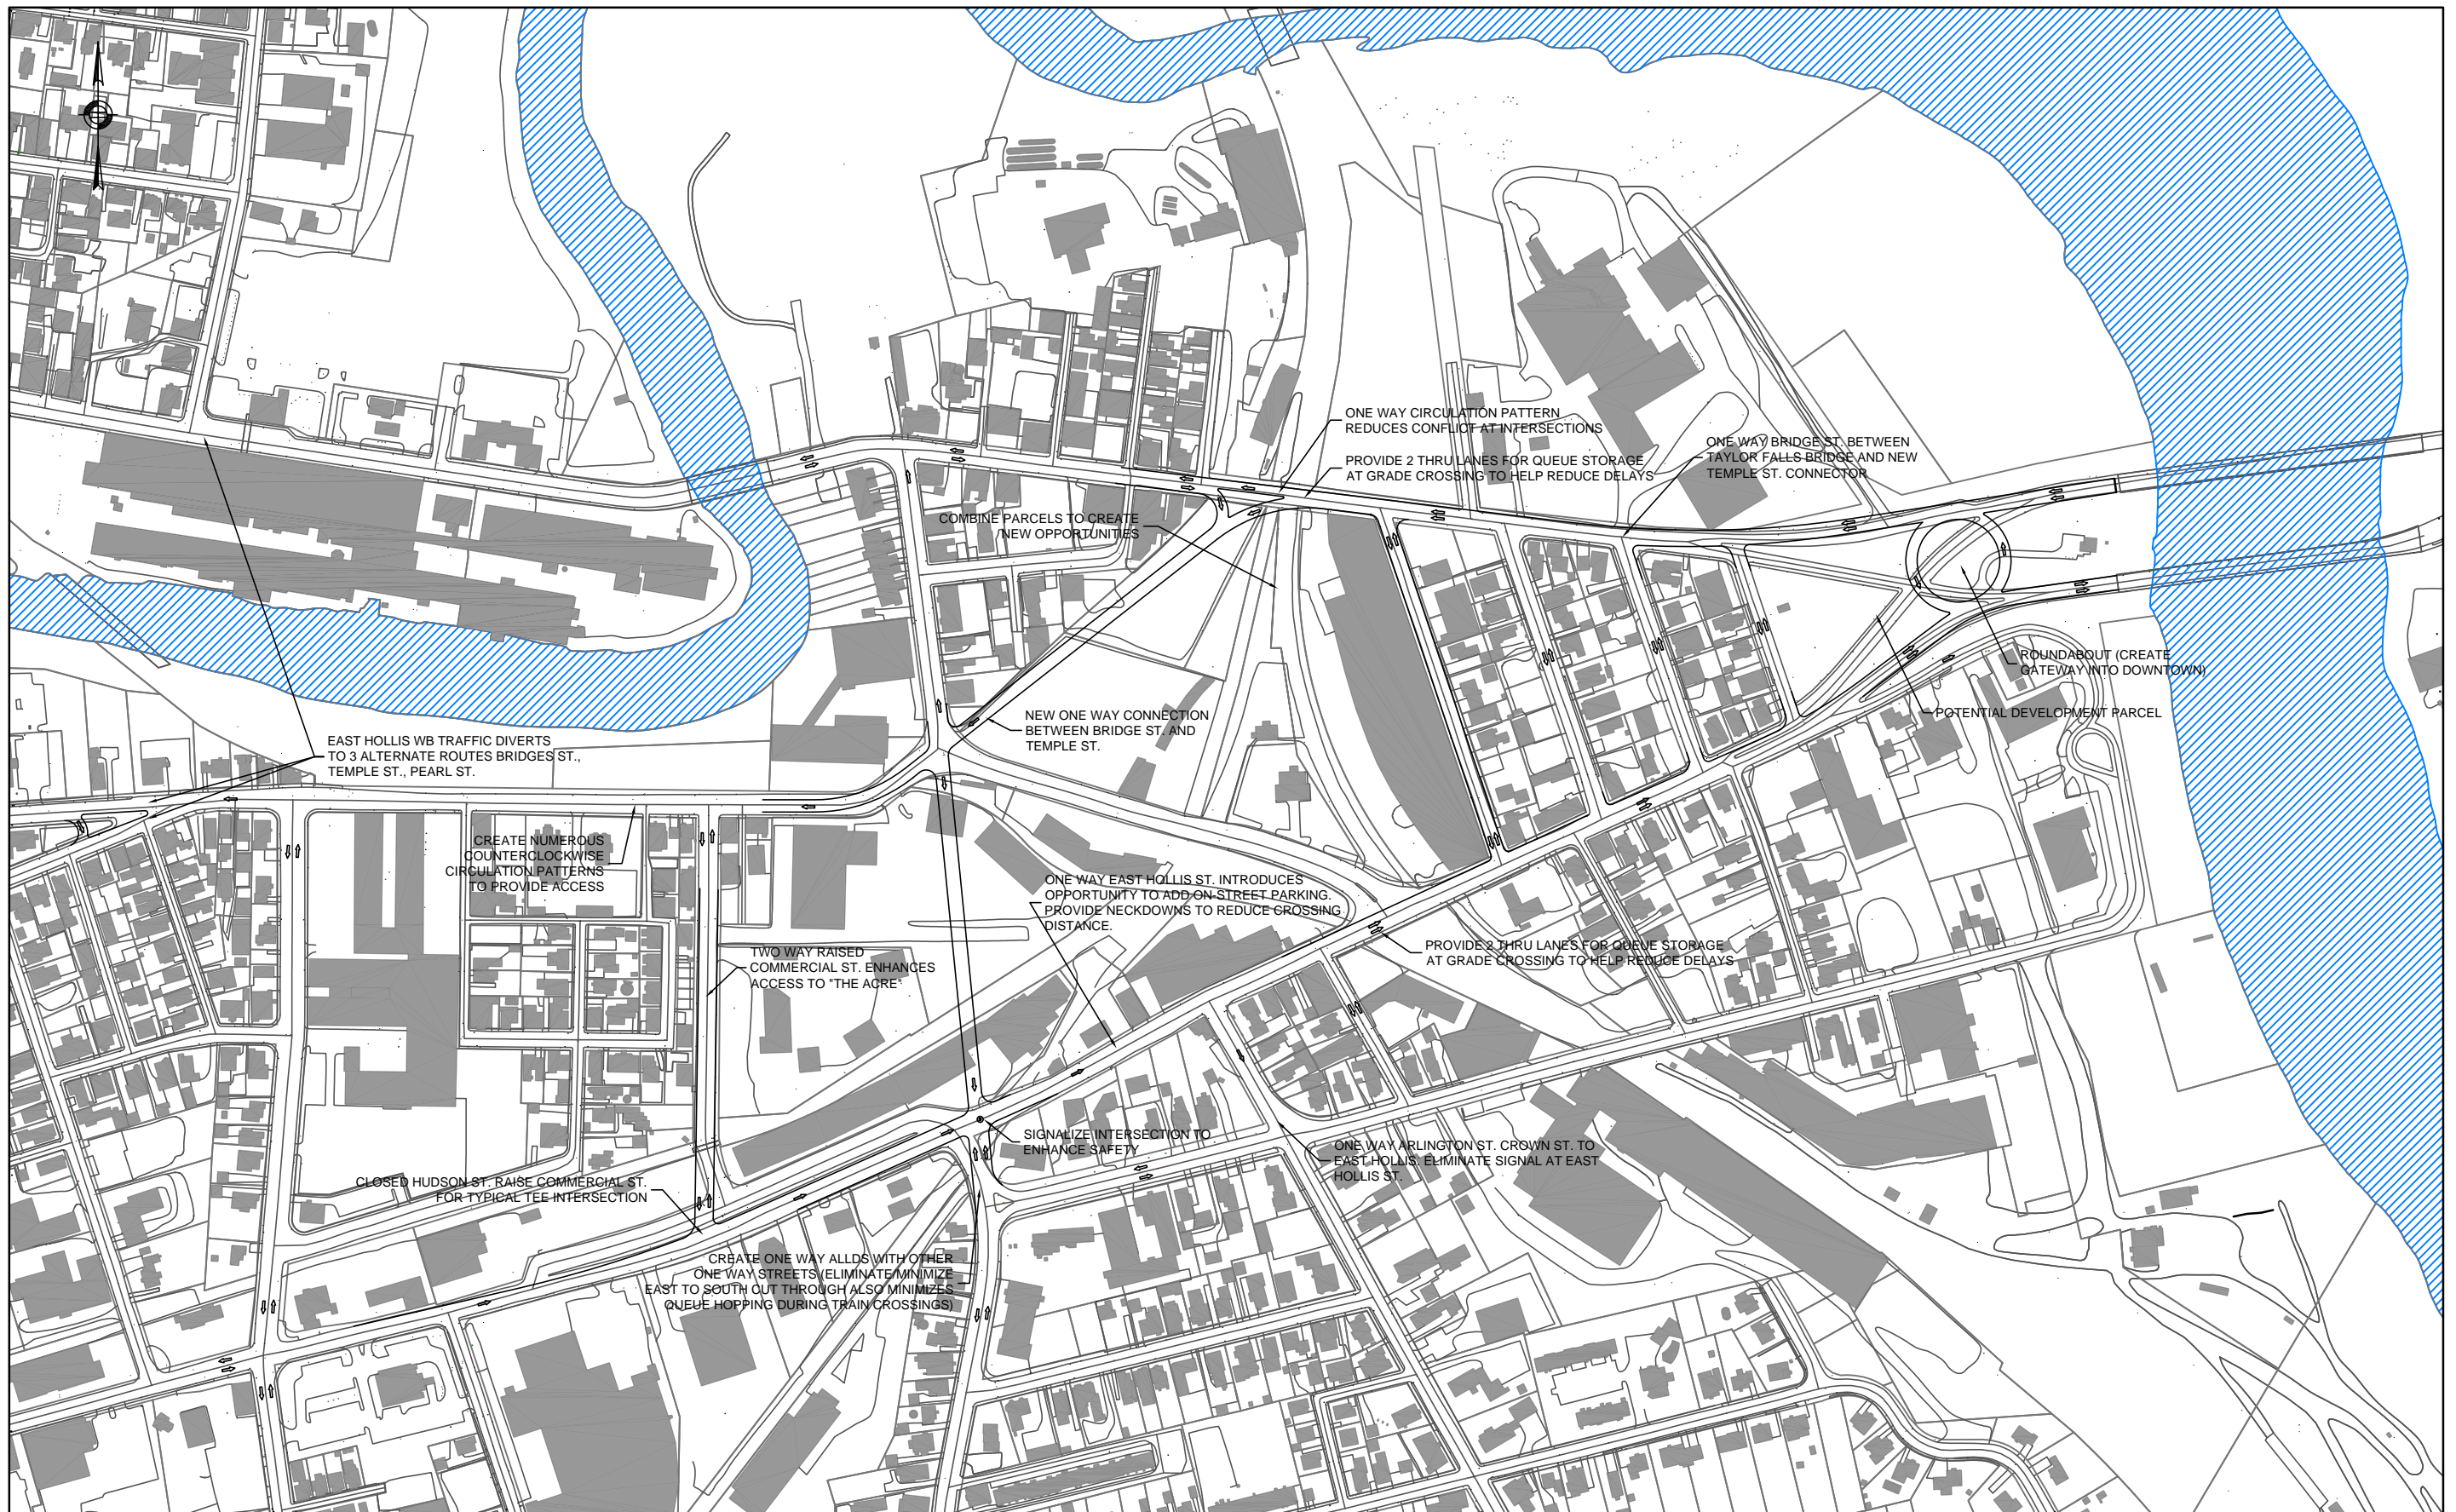 ONE WAY CIRCULATION PATTERN
REDUCES CONFLICT AT INTERSECTIONS
PROVIDE 2 THRU LANES FOR QUEUE STORAGE
AT GRADE CROSSING TO HELP REDUCE DELAYS
ONE WAY BRIDGE ST. BETWEEN
TAYLOR FALLS BRIDGE AND NEW
TEMPLE ST. CONNECTOR
COMBINE PARCELS TO CREATE
NEW OPPORTUNITIES
ROUNDABOUT (CREATE
GATEWAY INTO DOWNTOWN)
POTENTIAL DEVELOPMENT PARCEL
NEW ONE WAY CONNECTION
BETWEEN BRIDGE ST. AND
TEMPLE ST.
EAST HOLLIS WB TRAFFIC DIVERTS
TO 3 ALTERNATE ROUTES BRIDGES ST.,
TEMPLE ST., PEARL ST.
CREATE NUMEROUS
COUNTERCLOCKWISE
CIRCULATION PATTERNS
TO PROVIDE ACCESS
ONE WAY EAST HOLLIS ST. INTRODUCES
OPPORTUNITY TO ADD ON-STREET PARKING.
PROVIDE NECKDOWNS TO REDUCE CROSSING
DISTANCE.
PROVIDE 2 THRU LANES FOR QUEUE STORAGE
AT GRADE CROSSING TO HELP REDUCE DELAYS
TWO WAY RAISED
COMMERCIAL ST. ENHANCES
ACCESS TO "THE ACRE"
SIGNALIZE INTERSECTION TO
ENHANCE SAFETY
ONE WAY ARLINGTON ST. CROWN ST. TO
EAST HOLLIS. ELIMINATE SIGNAL AT EAST
HOLLIS ST.
CLOSED HUDSON ST. RAISE COMMERCIAL ST.
FOR TYPICAL TEE INTERSECTION
CREATE ONE WAY ALLDS WITH OTHER
ONE WAY STREETS (ELIMINATE/MINIMIZE
EAST TO SOUTH CUT THROUGH ALSO MINIMIZES
QUEUE HOPPING DURING TRAIN CROSSINGS)